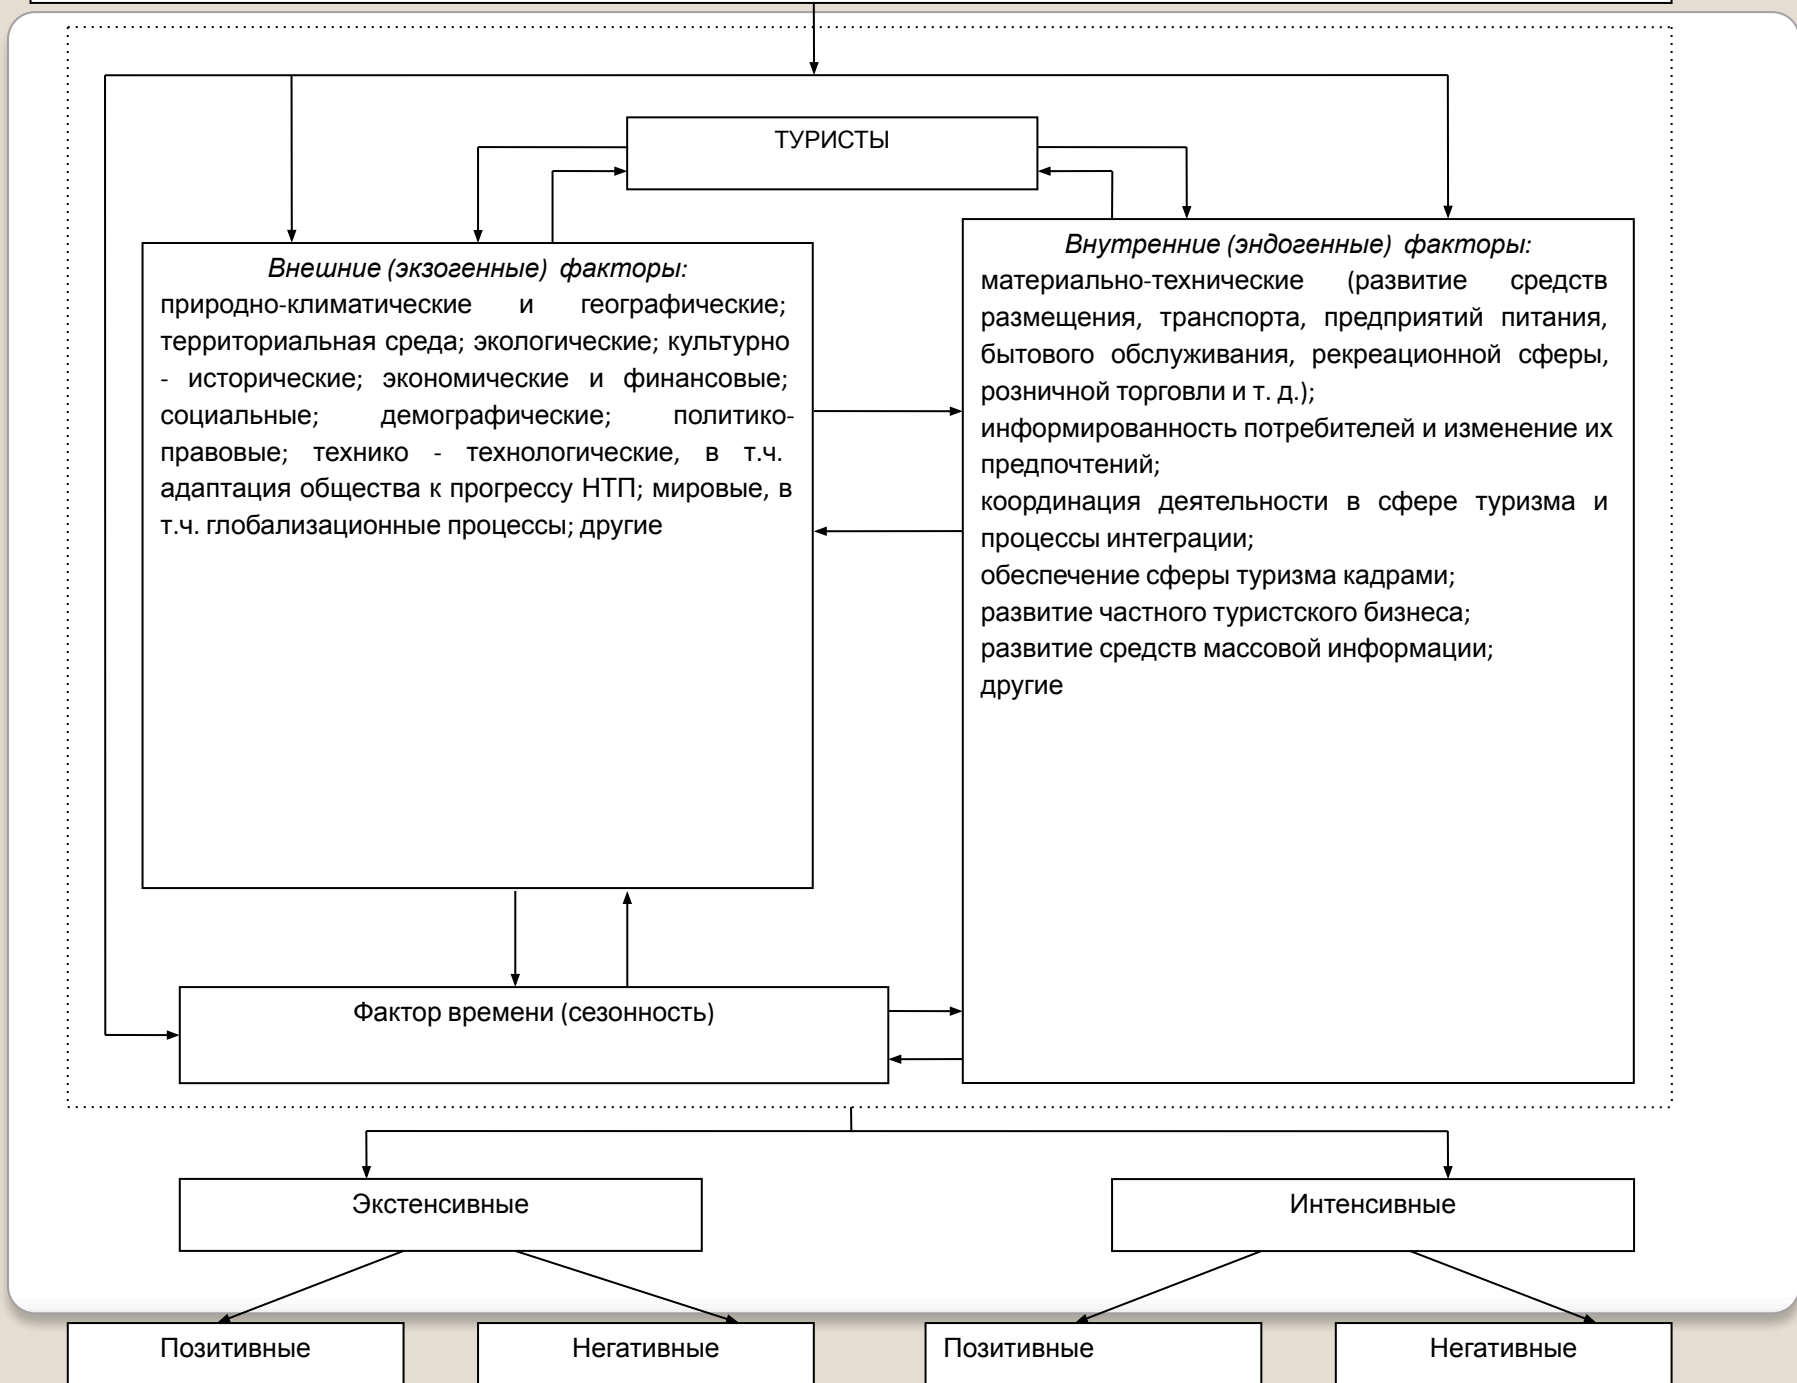 ТУРИСТЫ
Внешние (экзогенные) факторы:
природно-климатические и географические;
территориальная среда; экологические; культурно
- исторические; экономические и финансовые;
социальные; демографические; политико-
правовые; технико - технологические, в т.ч.
адаптация общества к прогрессу НТП; мировые, в
т.ч. глобализационные процессы; другие
Внутренние (эндогенные) факторы:
материально-технические (развитие средств
размещения, транспорта, предприятий питания,
бытового обслуживания, рекреационной сферы,
розничной торговли и т. д.);
информированность потребителей и изменение их
предпочтений;
координация деятельности в сфере туризма и
процессы интеграции;
обеспечение сферы туризма кадрами;
развитие частного туристского бизнеса;
развитие средств массовой информации;
другие
Фактор времени (сезонность)
Экстенсивные
Интенсивные
Позитивные
Негативные
Позитивные
Негативные